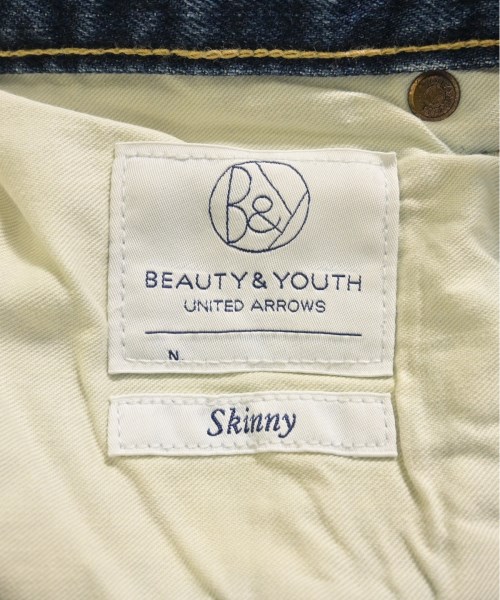 B&Y
BEAUTY & YOUTH
UNITED ARROWS
N.
Skinny